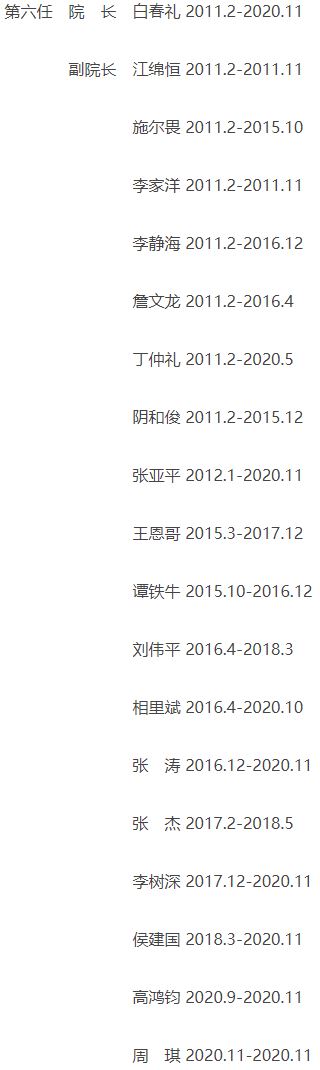 第六任 院 长 白春礼 2011.2-2020.11
副院长 江绵恒 2011.2-2011.11
施尔畏 2011.2-2015.10
李家洋 2011.2-2011.11
李静海 2011.2-2016.12
詹文龙 2011.2-2016.4
丁仲礼 2011.2-2020.5
阴和俊 2011.2-2015.12
张亚平 2012.1-2020.11
王恩哥 2015.3-2017.12
谭铁牛 2015.10-2016.12
刘伟平 2016.4-2018.3
相里斌 2016.4-2020.10
张 涛 2016.12-2020.11
张 杰 2017.2-2018.5
李树深 2017.12-2020.11
侯建国 2018.3-2020.11
高鸿钧 2020.9-2020.11
周 琪 2020.11-2020.11